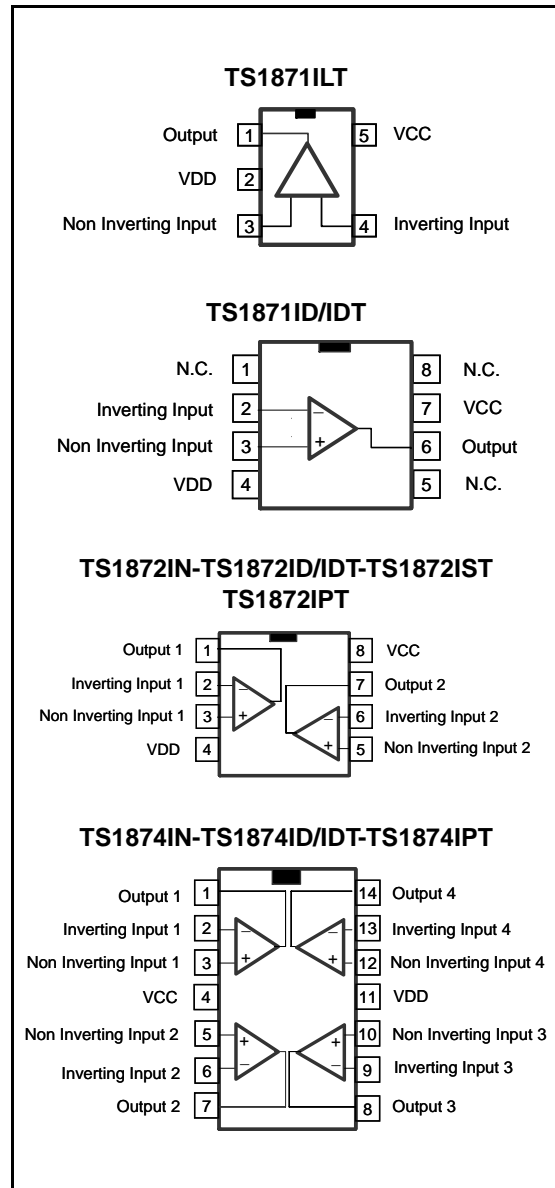 TS1871ILT
Output 1 5 VCC
VDD 2
Non Inverting Input 3 4 Inverting Input
TS1871ID/IDT
N.C. 1 8 N.C.
Inverting Input 2 − 7 VCC
Non Inverting Input 3 + 6 Output
VDD 4 5 N.C.
TS1872IN-TS1872ID/IDT-TS1872IST
TS1872IPT
Output 1 1 8 VCC
Inverting Input 1 2 − 7 Output 2
Non Inverting Input 1 3 + − 6 Inverting Input 2
VDD 4 + 5 Non Inverting Input 2
TS1874IN-TS1874ID/IDT-TS1874IPT
Output 1 1 14 Output 4
Inverting Input 1 2 − − 13 Inverting Input 4
Non Inverting Input 1 3 + + 12 Non Inverting Input 4
VCC 4 11 VDD
Non Inverting Input 2 5 + + 10 Non Inverting Input 3
Inverting Input 2 6 − − 9 Inverting Input 3
Output 2 7 8 Output 3